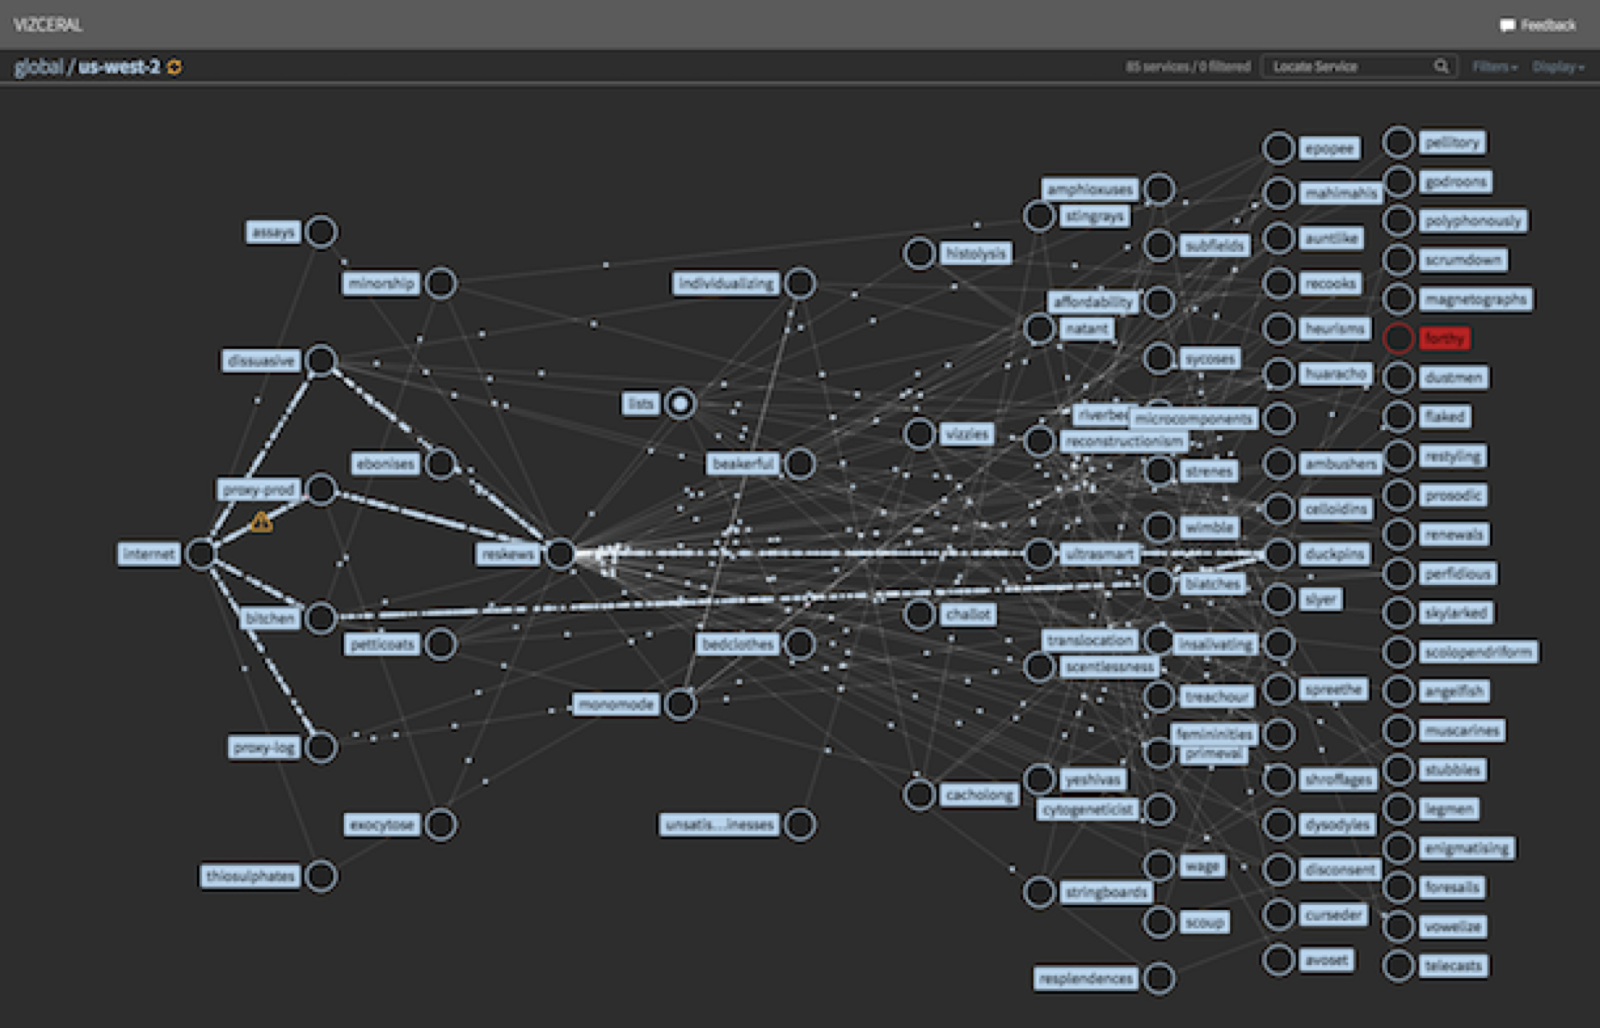 VIZCERAL
Feedback
global / us-west-2
85 services / 0 filtered
Locate Service
Filters
Display
assays
minorship
dissuasive
ebonises
proxy-prod
internet
reskews
bitchen
petticoats
proxy-log
exocytose
thiosulphates
individualizing
lists
beakerful
bedclothes
monomode
unsatis...inesses
histolysis
vizzies
challot
cacholong
amphioxuses
stingrays
subfields
affordability
natant
sycoses
riverbe
microcomponents
reconstructionism
strenes
wimble
ultrasmart
biatches
translocation
insalivating
scentlessness
treachour
femininities
primeval
yeshivas
cytogeneticist
wage
stringboards
scoup
resplendences
epopee
mahimahis
auntlike
recooks
heurisms
huaracho
ambushers
celloidins
duckpins
slyer
spreethe
shroffages
dysodyles
disconsent
curseder
avoset
pellitory
godroons
polyphonously
scrumdown
magnetographs
forthy
dustmen
flaked
restyling
prosodic
renewals
perfidious
skylarked
scolopendriform
angelfish
muscarines
stubbles
legmen
enigmatising
foresails
vowelize
telecasts